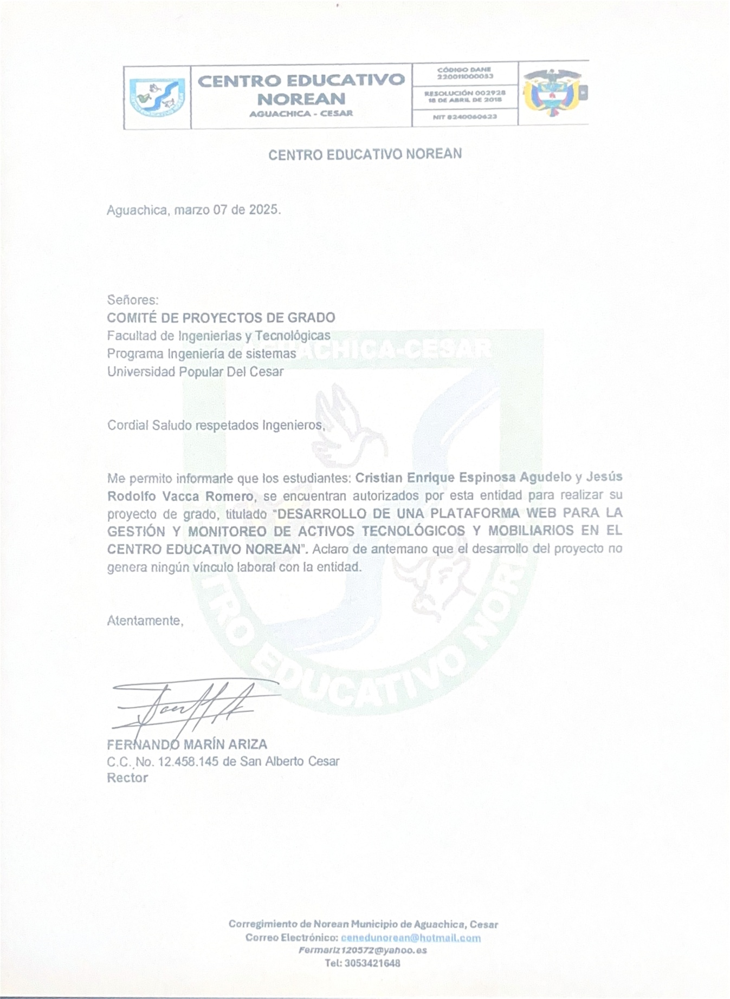 CENTRO EDUCATIVO
NOREAN
AGUACHICA - CESAR
CÓDIGO DANE
220011000053
RESOLUCIÓN 002928
18 DE ABRIL DE 2018
NIT 8240060623
CENTRO EDUCATIVO NOREAN
Aguachica, marzo 07 de 2025.
Señores:
COMITÉ DE PROYECTOS DE GRADO
Facultad de Ingenierías y Tecnológicas
Programa Ingeniería de sistemas
Universidad Popular Del Cesar
AGUACHICA-CESAR
Cordial Saludo respetados Ingenieros,
Me permito informarle que los estudiantes: Cristian Enrique Espinosa Agudelo y Jesús
Rodolfo Vacca Romero, se encuentran autorizados por esta entidad para realizar su
proyecto de grado, titulado "DESARROLLO DE UNA PLATAFORMA WEB PARA LA
GESTIÓN Y MONITOREO DE ACTIVOS TECNOLÓGICOS Y MOBILIARIOS EN EL
CENTRO EDUCATIVO NOREAN". Aclaro de antemano que el desarrollo del proyecto no
genera ningún vínculo laboral con la entidad.
CENTRO EDUCATIVO NOREAN
Atentamente,
FERNANDO MARÍN ARIZA
C.C. No. 12.458.145 de San Alberto Cesar
Rector
Corregimiento de Norean Municipio de Aguachica, Cesar
Correo Electrónico: cenedunorean@hotmail.com
Fermariz120572@yahoo.es
Tel: 3053421648